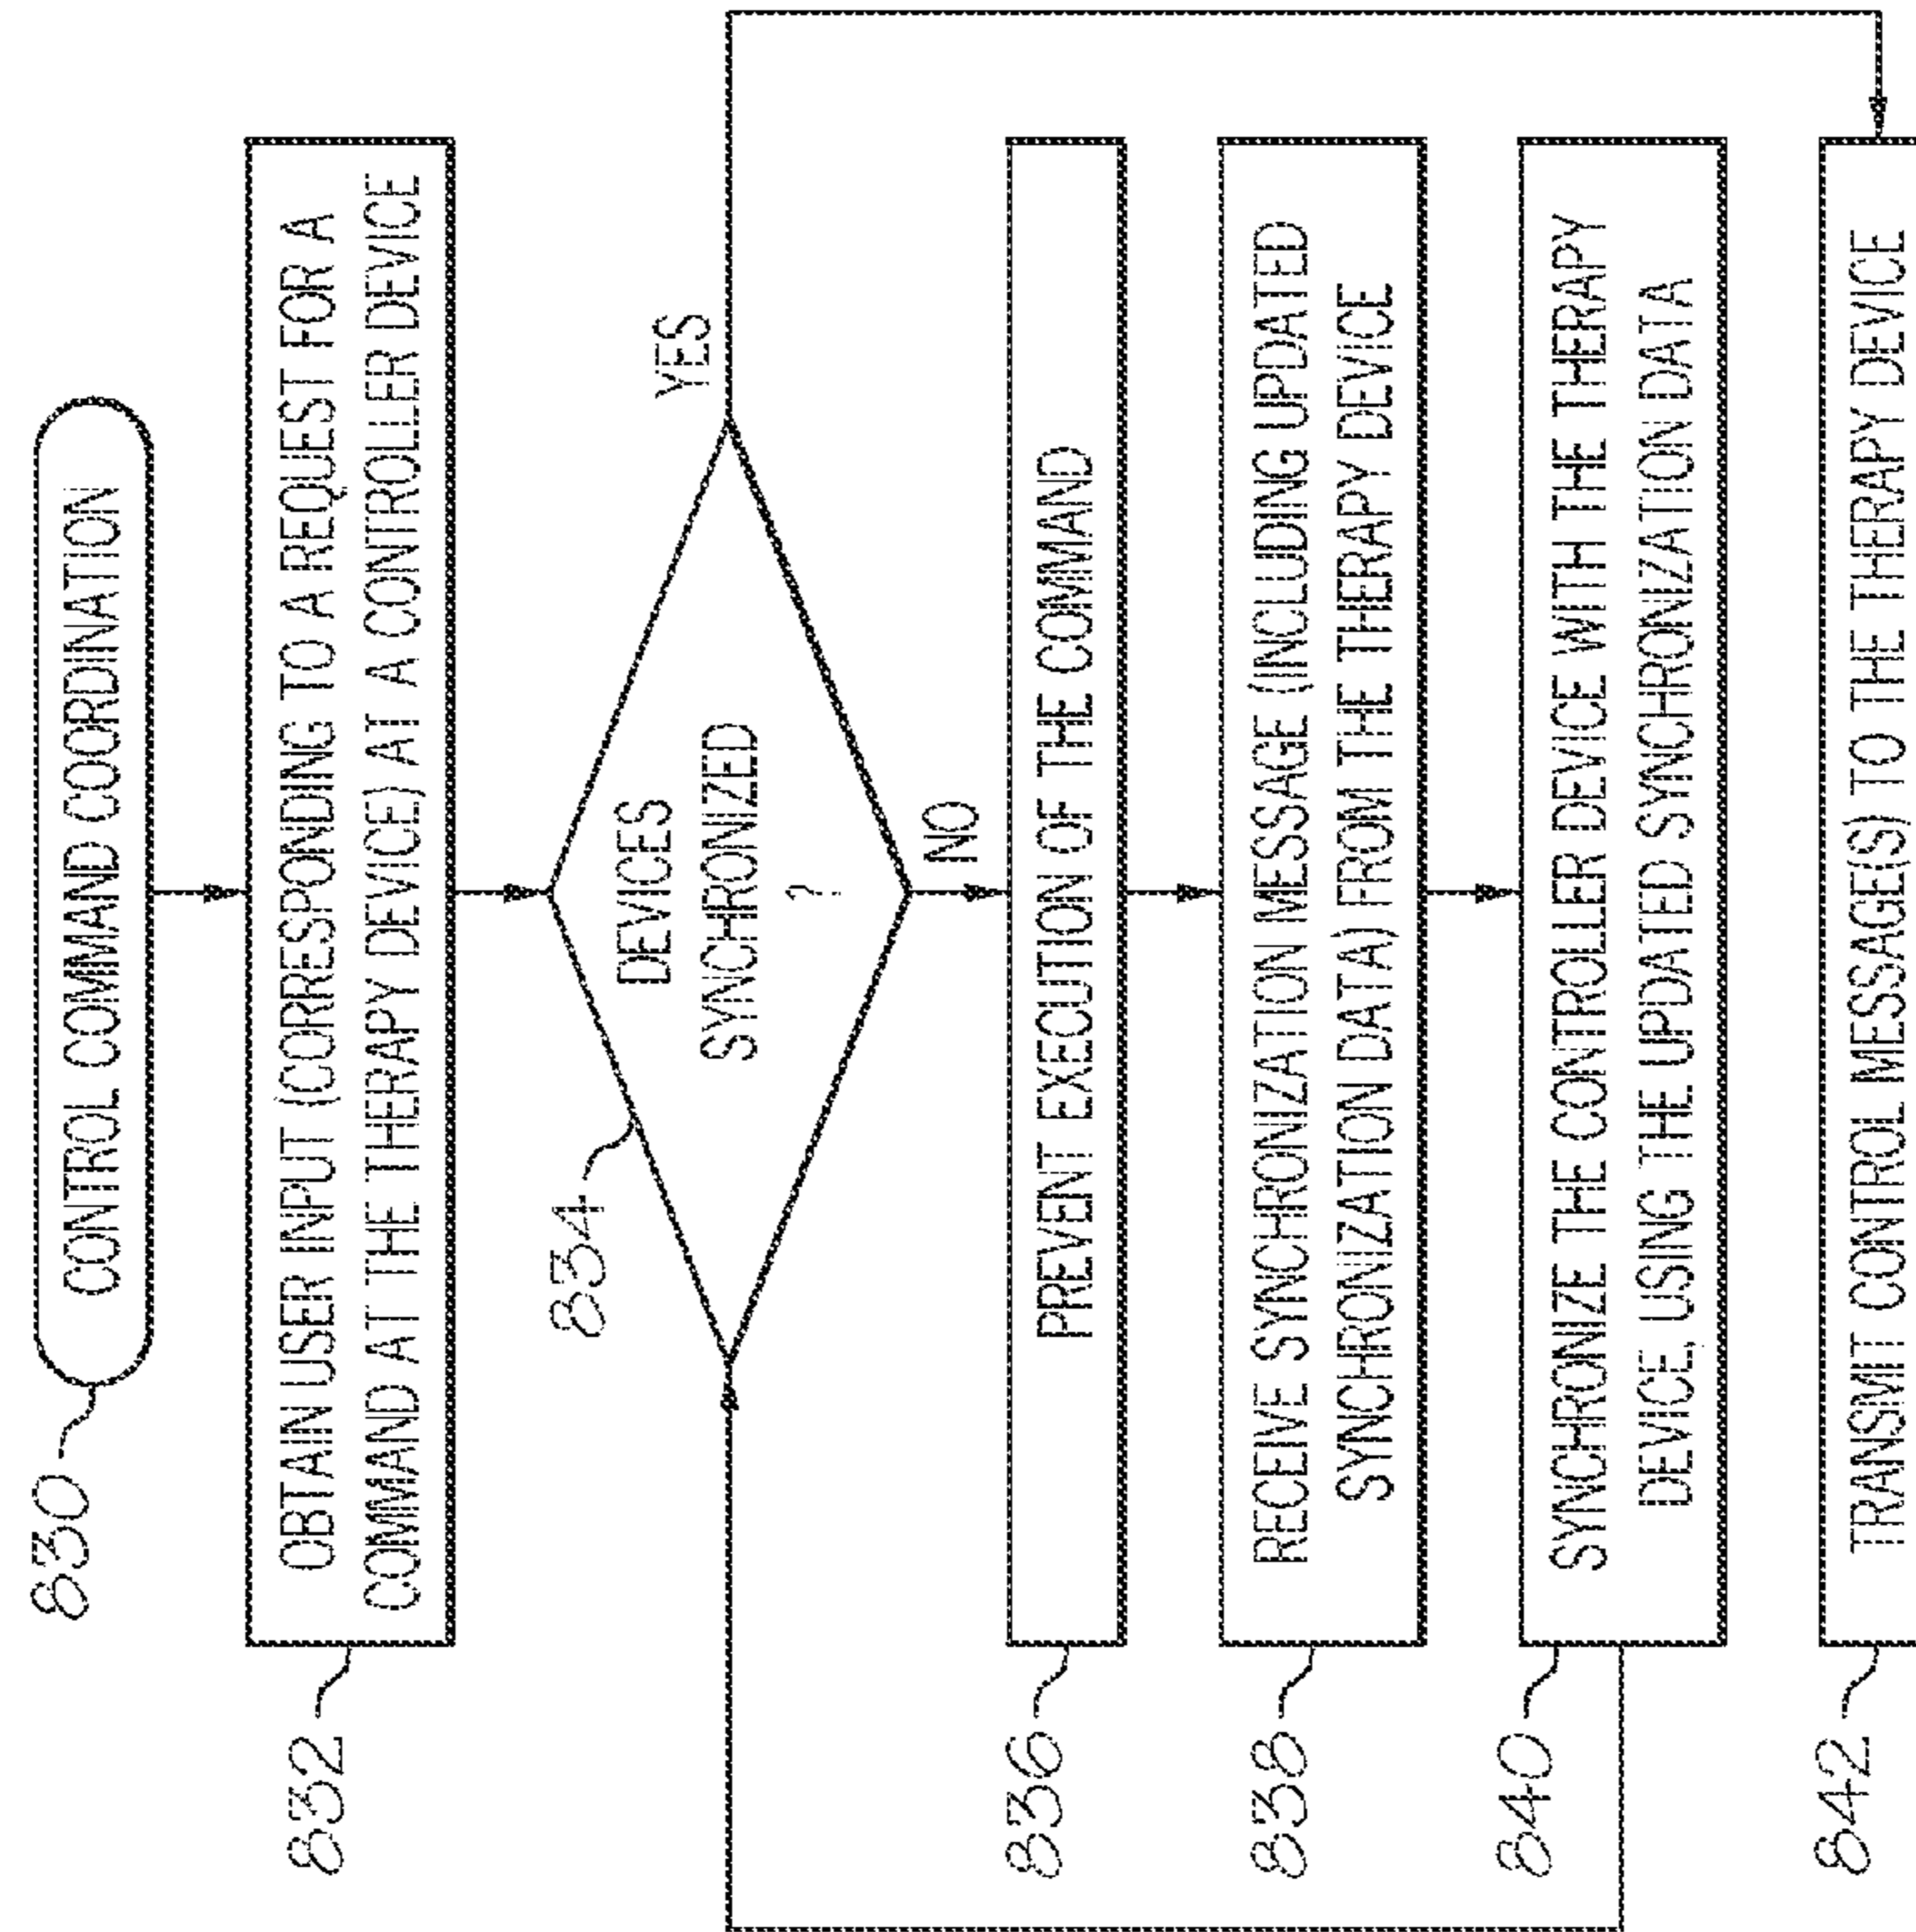 830
CONTROL COMMAND COORDINATION
832
OBTAIN USER INPUT (CORRESPONDING TO A REQUEST FOR A
COMMAND AT THE THERAPY DEVICE) AT A CONTROLLER DEVICE
834
DEVICES
SYNCHRONIZED
?
YES
NO
836
PREVENT EXECUTION OF THE COMMAND
838
RECEIVE SYNCHRONIZATION MESSAGE (INCLUDING UPDATED
SYNCHRONIZATION DATA) FROM THE THERAPY DEVICE
840
SYNCHRONIZE THE CONTROLLER DEVICE WITH THE THERAPY
DEVICE, USING THE UPDATED SYNCHRONIZATION DATA
842
TRANSMIT CONTROL MESSAGE(S) TO THE THERAPY DEVICE